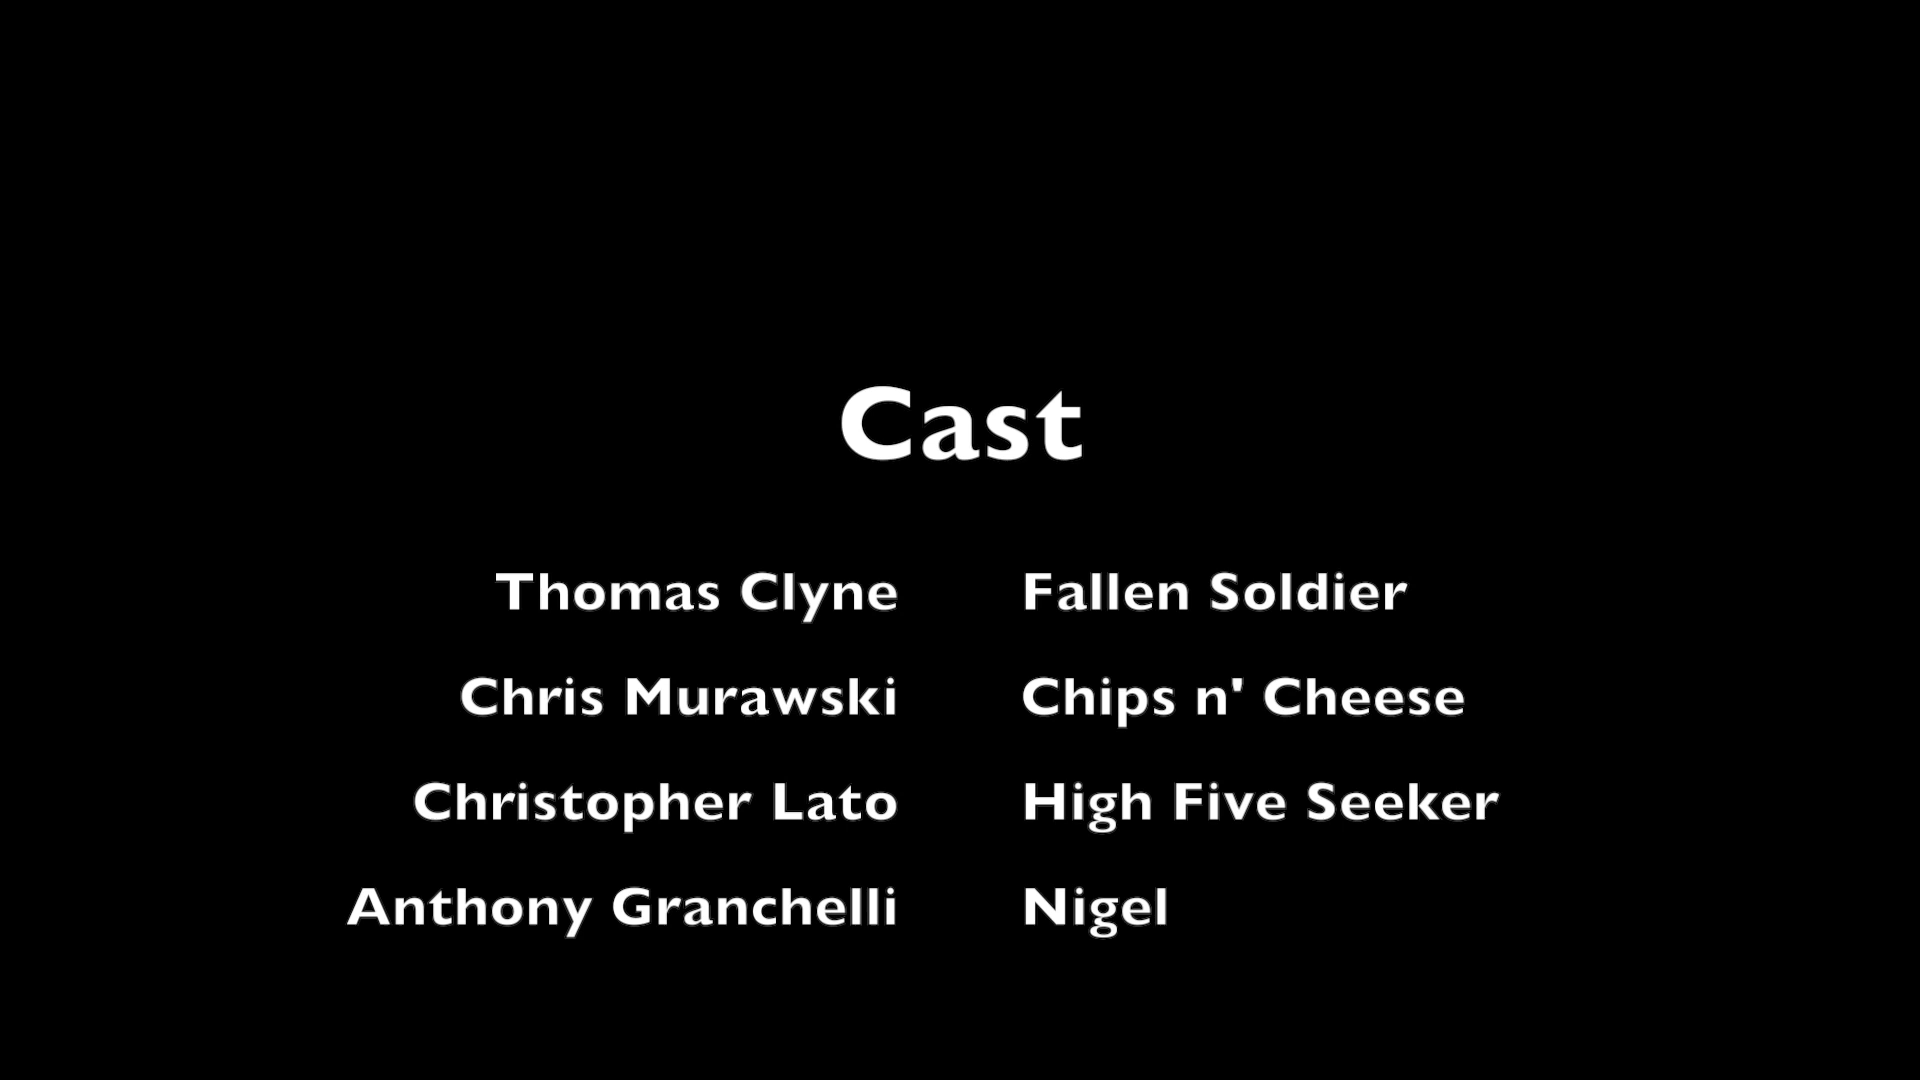 Cast
Thomas Clyne Fallen Soldier
Chris Murawski Chips n' Cheese
Christopher Lato High Five Seeker
Anthony Granchelli Nigel